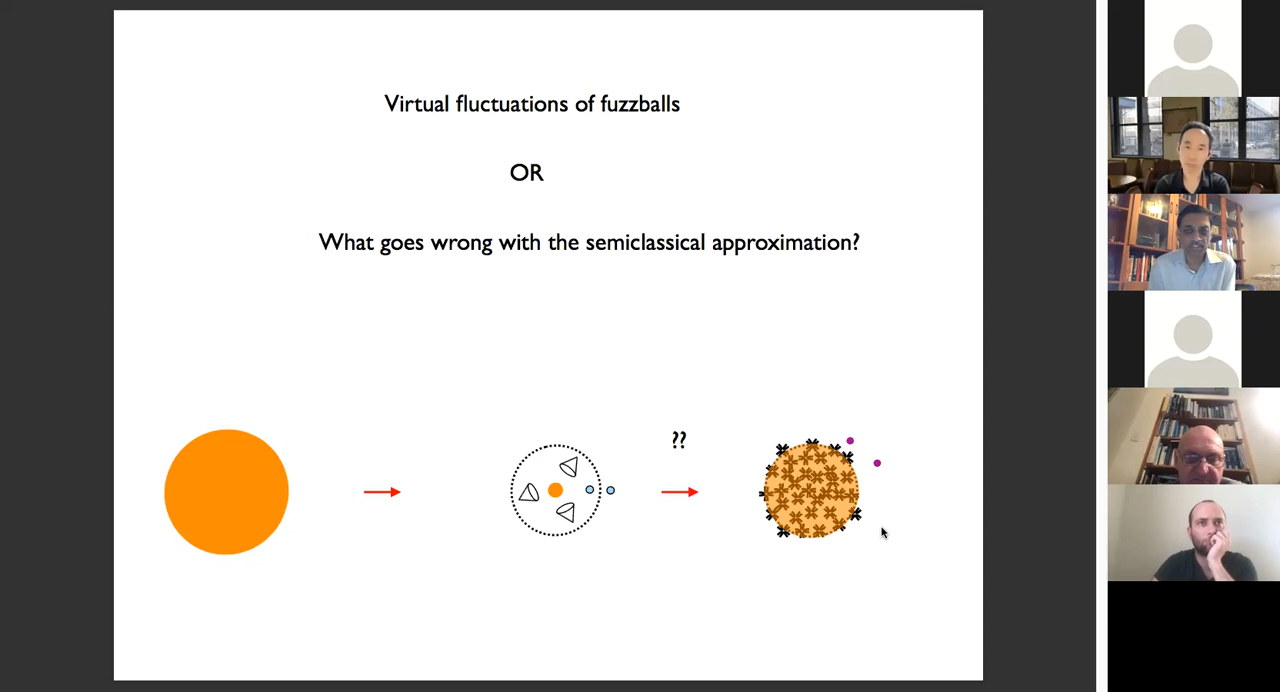 Virtual fluctuations of fuzzballs
OR
What goes wrong with the semiclassical approximation?
??